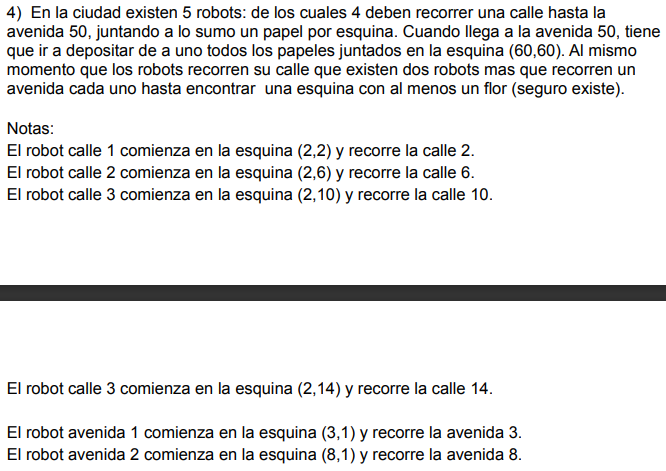 4) En la ciudad existen 5 robots: de los cuales 4 deben recorrer una calle hasta la
avenida 50, juntando a lo sumo un papel por esquina. Cuando llega a la avenida 50, tiene
que ir a depositar de a uno todos los papeles juntados en la esquina (60,60). Al mismo
momento que los robots recorren su calle que existen dos robots mas que recorren un
avenida cada uno hasta encontrar una esquina con al menos un flor (seguro existe).
Notas:
El robot calle 1 comienza en la esquina (2,2) y recorre la calle 2.
El robot calle 2 comienza en la esquina (2,6) y recorre la calle 6.
El robot calle 3 comienza en la esquina (2,10) y recorre la calle 10.
El robot calle 3 comienza en la esquina (2,14) y recorre la calle 14.
El robot avenida 1 comienza en la esquina (3,1) y recorre la avenida 3.
El robot avenida 2 comienza en la esquina (8,1) y recorre la avenida 8.